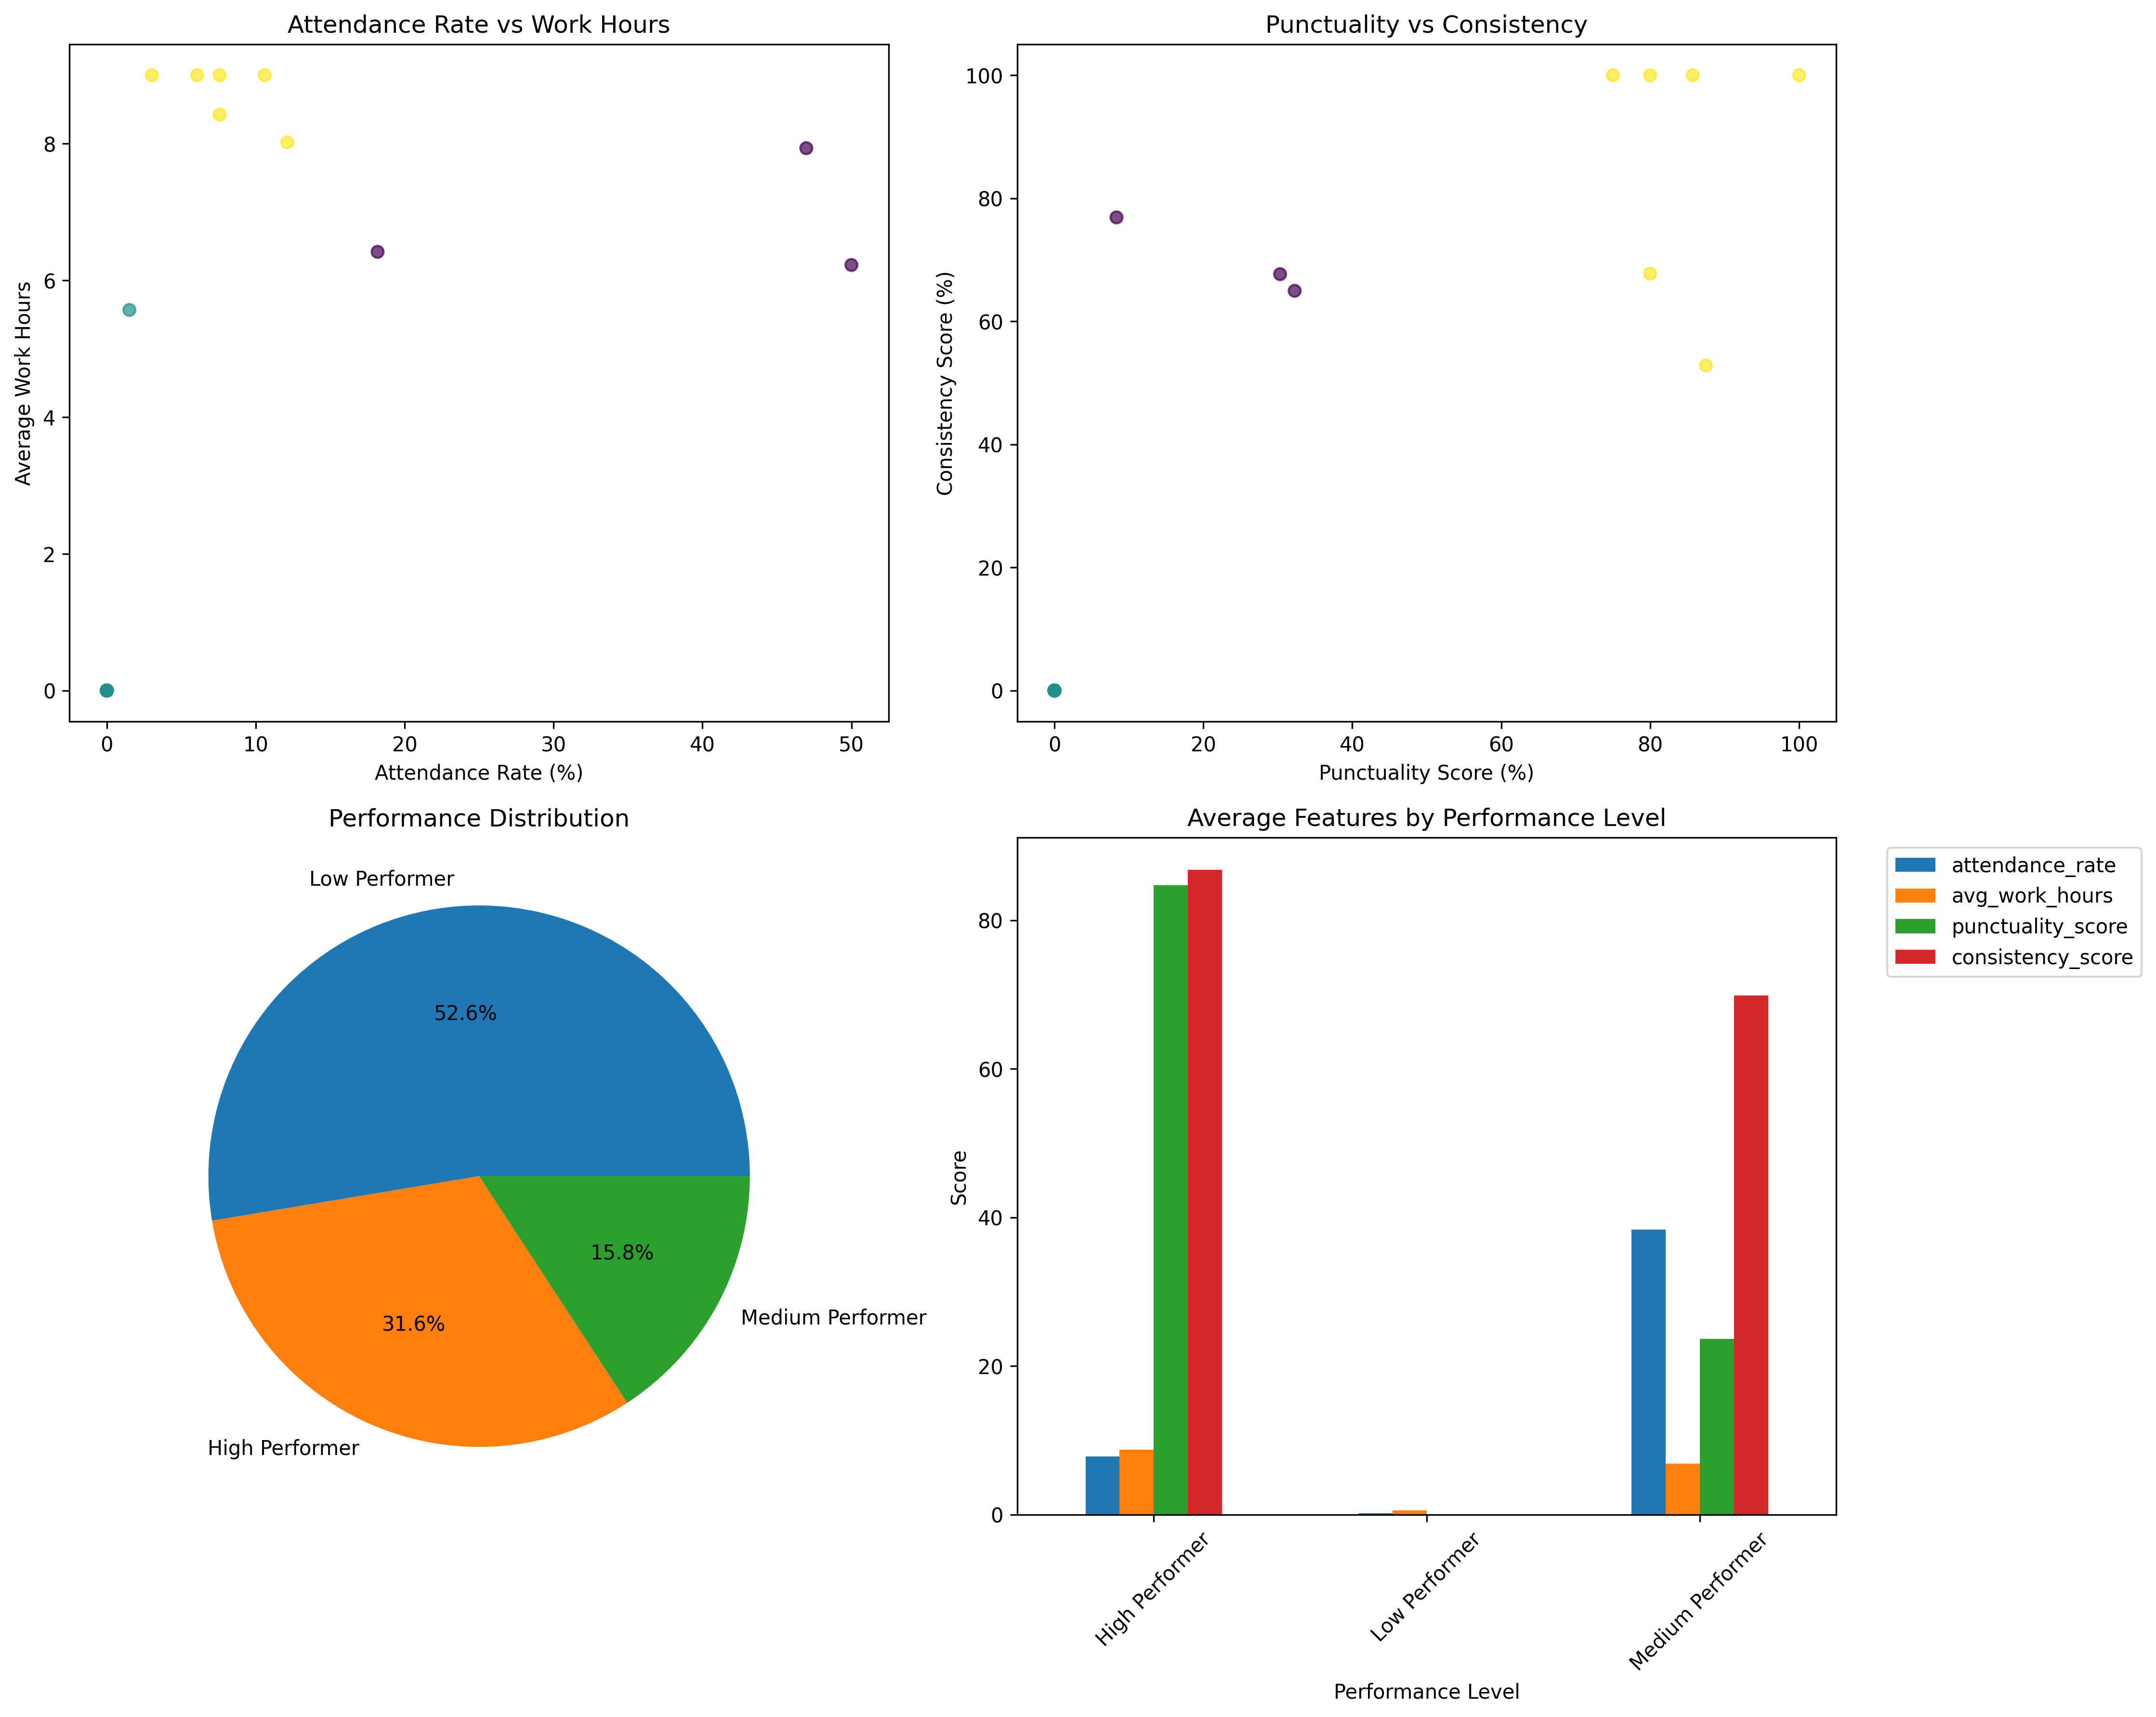 Attendance Rate vs Work Hours
Average Work Hours
8
6
4
2
0
0 10 20 30 40 50
Attendance Rate (%)
Punctuality vs Consistency
Consistency Score (%)
100
80
60
40
20
0
0 20 40 60 80 100
Punctuality Score (%)
Performance Distribution
Low Performer
52.6%
15.8%
Medium Performer
31.6%
High Performer
Average Features by Performance Level
Score
80
60
40
20
0
High Performer
Low Performer
Medium Performer
Performance Level
attendance_rate
avg_work_hours
punctuality_score
consistency_score